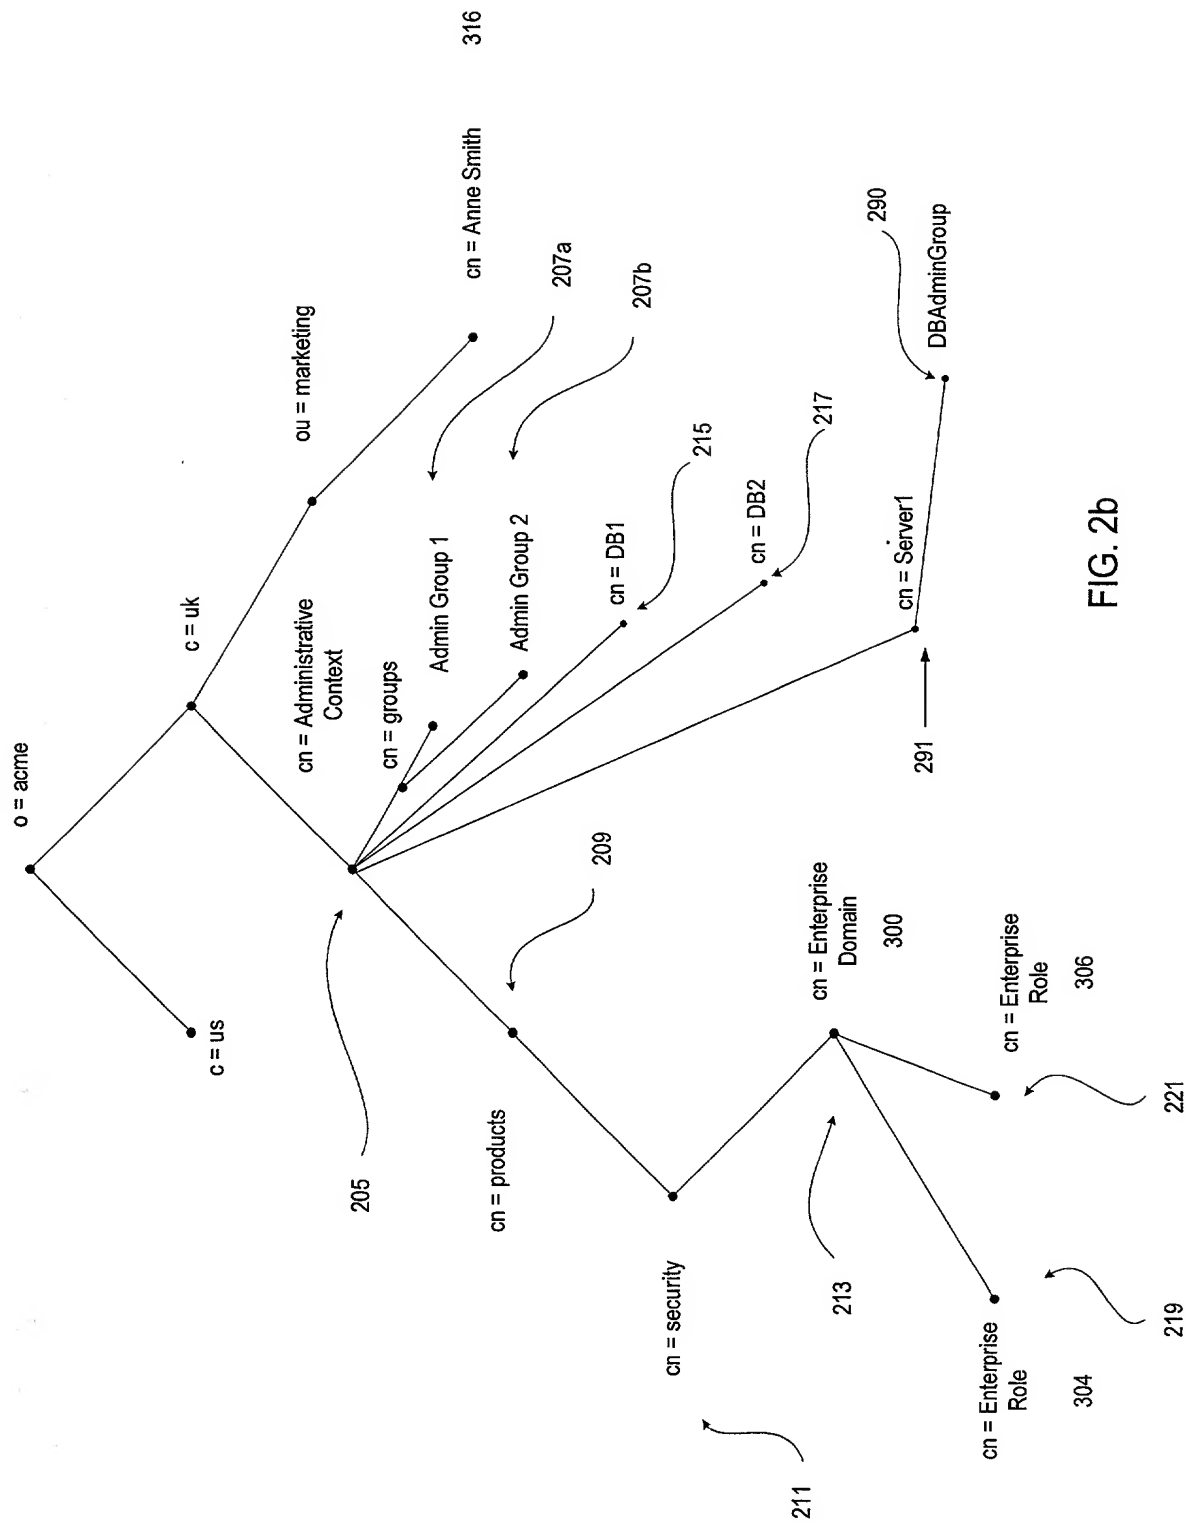 o = acme
c = us
c = uk
ou = marketing
cn = Anne Smith
316
cn = Administrative
Context
205
cn = groups
Admin Group 1
207a
Admin Group 2
207b
cn = products
209
cn = DB1
215
cn = DB2
217
cn = security
211
cn = Enterprise
Domain
300
213
cn = Server1
291
DBAdminGroup
290
cn = Enterprise
Role
304
219
cn = Enterprise
Role
306
221
FIG. 2b